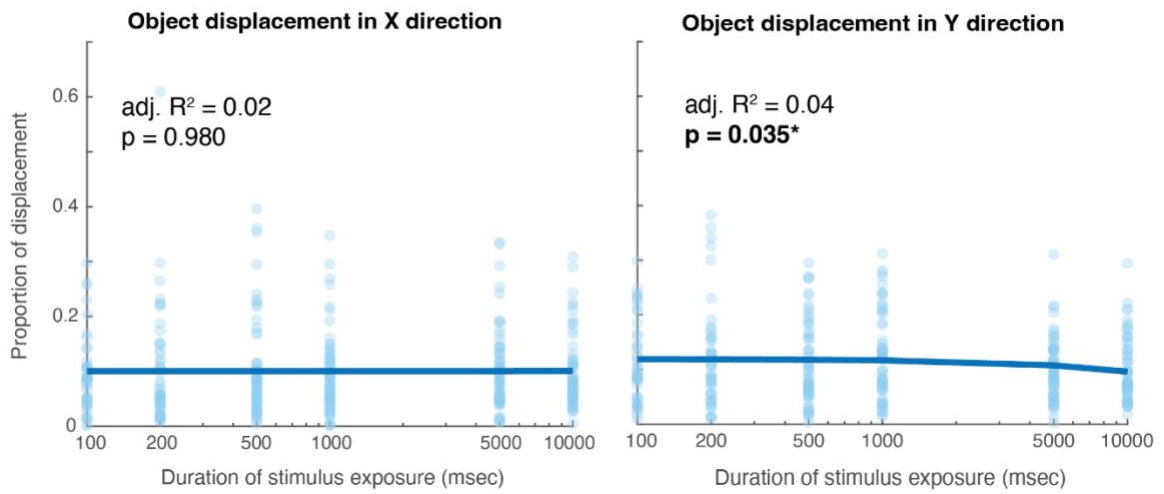 Object displacement in X direction
adj. R² = 0.02
p = 0.980
Proportion of displacement
0.6
0.4
0.2
0
100 200 500 1000 5000 10000
Duration of stimulus exposure (msec)
Object displacement in Y direction
adj. R² = 0.04
p = 0.035*
100 200 500 1000 5000 10000
Duration of stimulus exposure (msec)